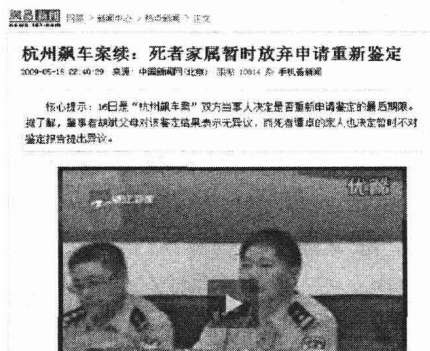 网易 新闻 网易 > 新闻中心 > 热点新闻 > 正文
杭州飙车案续：死者家属暂时放弃申请重新鉴定
2009-05-15 22:40:29 来源: 中国新闻网(北京) 跟帖 10814 条 手机看新闻
核心提示：16日是“杭州飙车案”双方当事人决定是否重新申请鉴定的最后期限。
据了解，肇事者胡斌父母对该鉴定结果表示无异议，而死者谭卓的家人也决定暂时不对
鉴定报告提出异议。
优酷